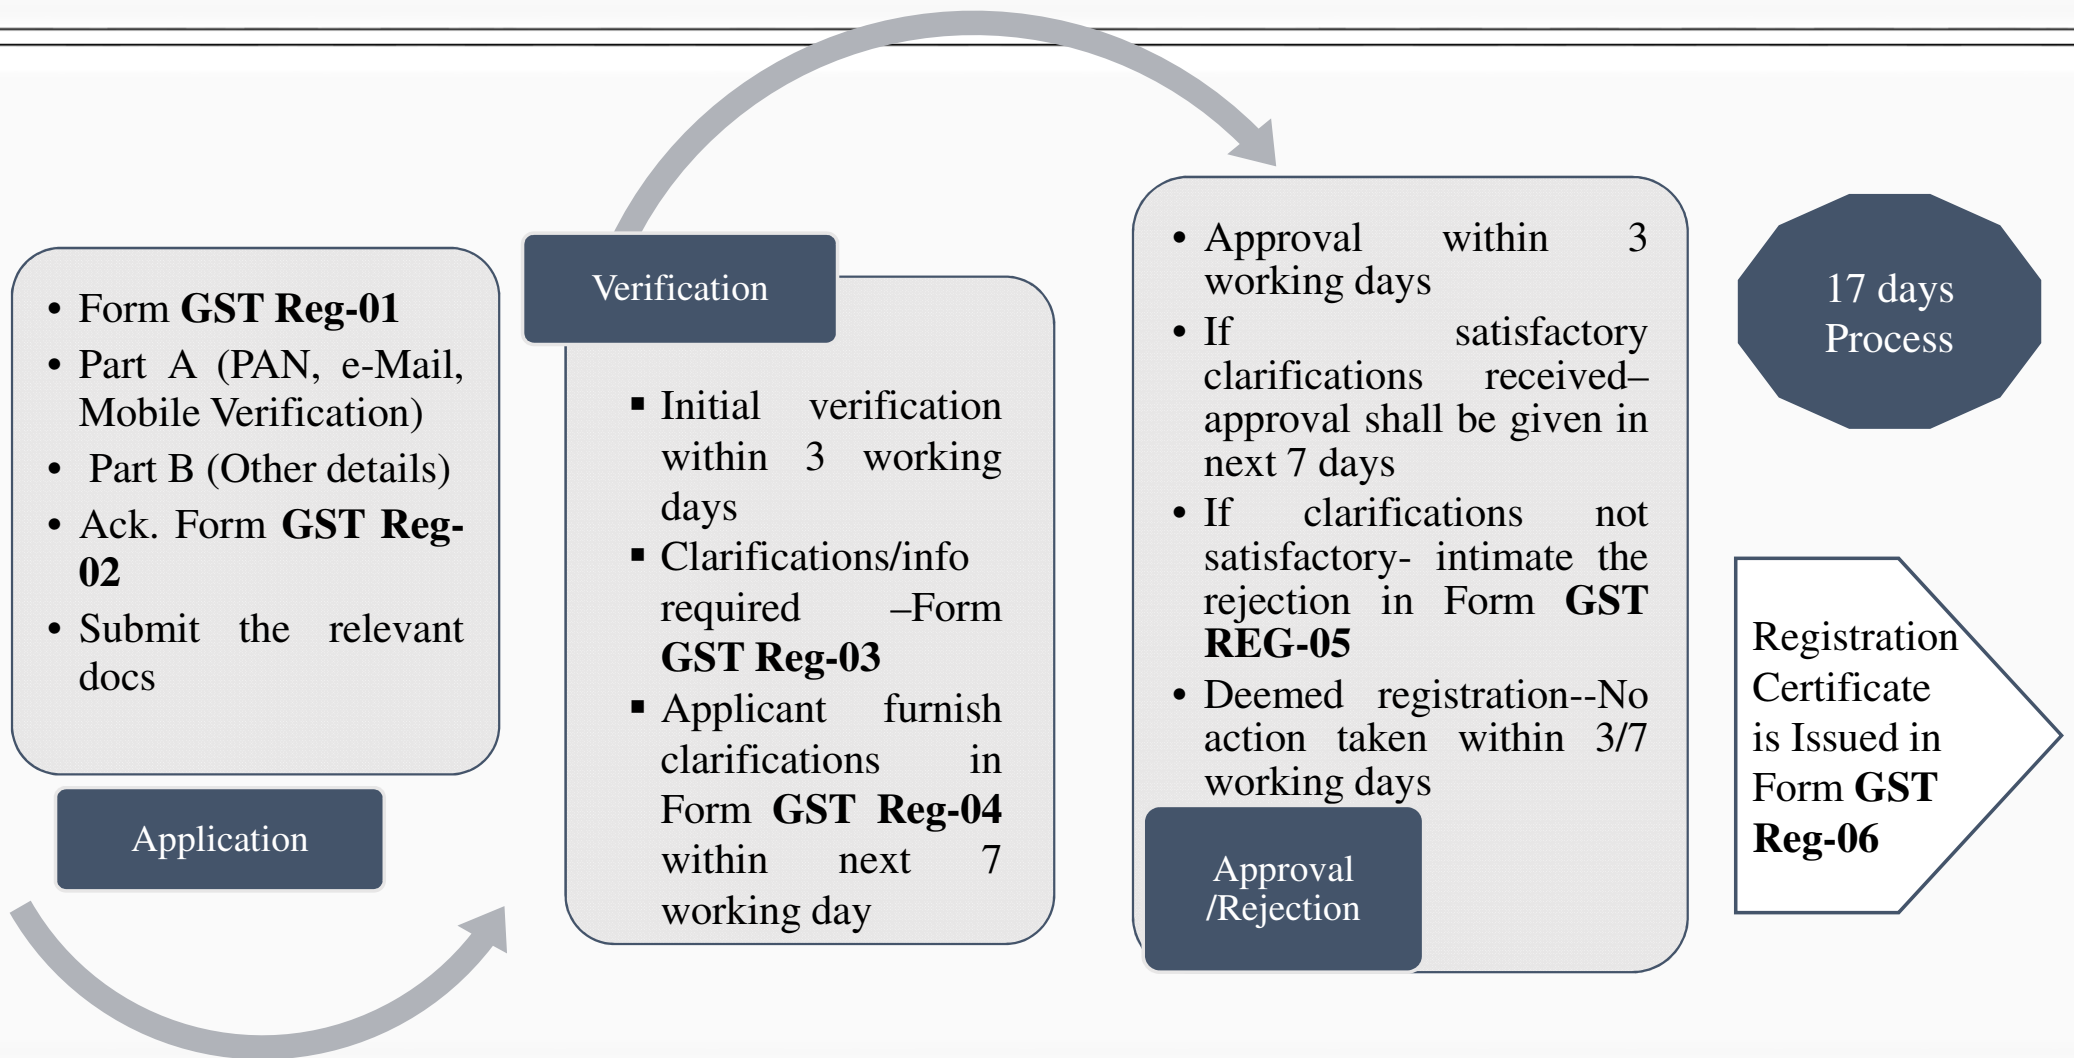 • Form GST Reg-01
• Part A (PAN, e-Mail,
Mobile Verification)
• Part B (Other details)
• Ack. Form GST Reg-
02
• Submit the relevant
docs
Application
Verification
▪ Initial verification
within 3 working
days
▪ Clarifications/info
required –Form
GST Reg-03
▪ Applicant furnish
clarifications in
Form GST Reg-04
within next 7
working day
• Approval within 3
working days
• If satisfactory
clarifications received–
approval shall be given in
next 7 days
• If clarifications not
satisfactory- intimate the
rejection in Form GST
REG-05
• Deemed registration--No
action taken within 3/7
working days
Approval
/Rejection
17 days
Process
Registration
Certificate
is Issued in
Form GST
Reg-06